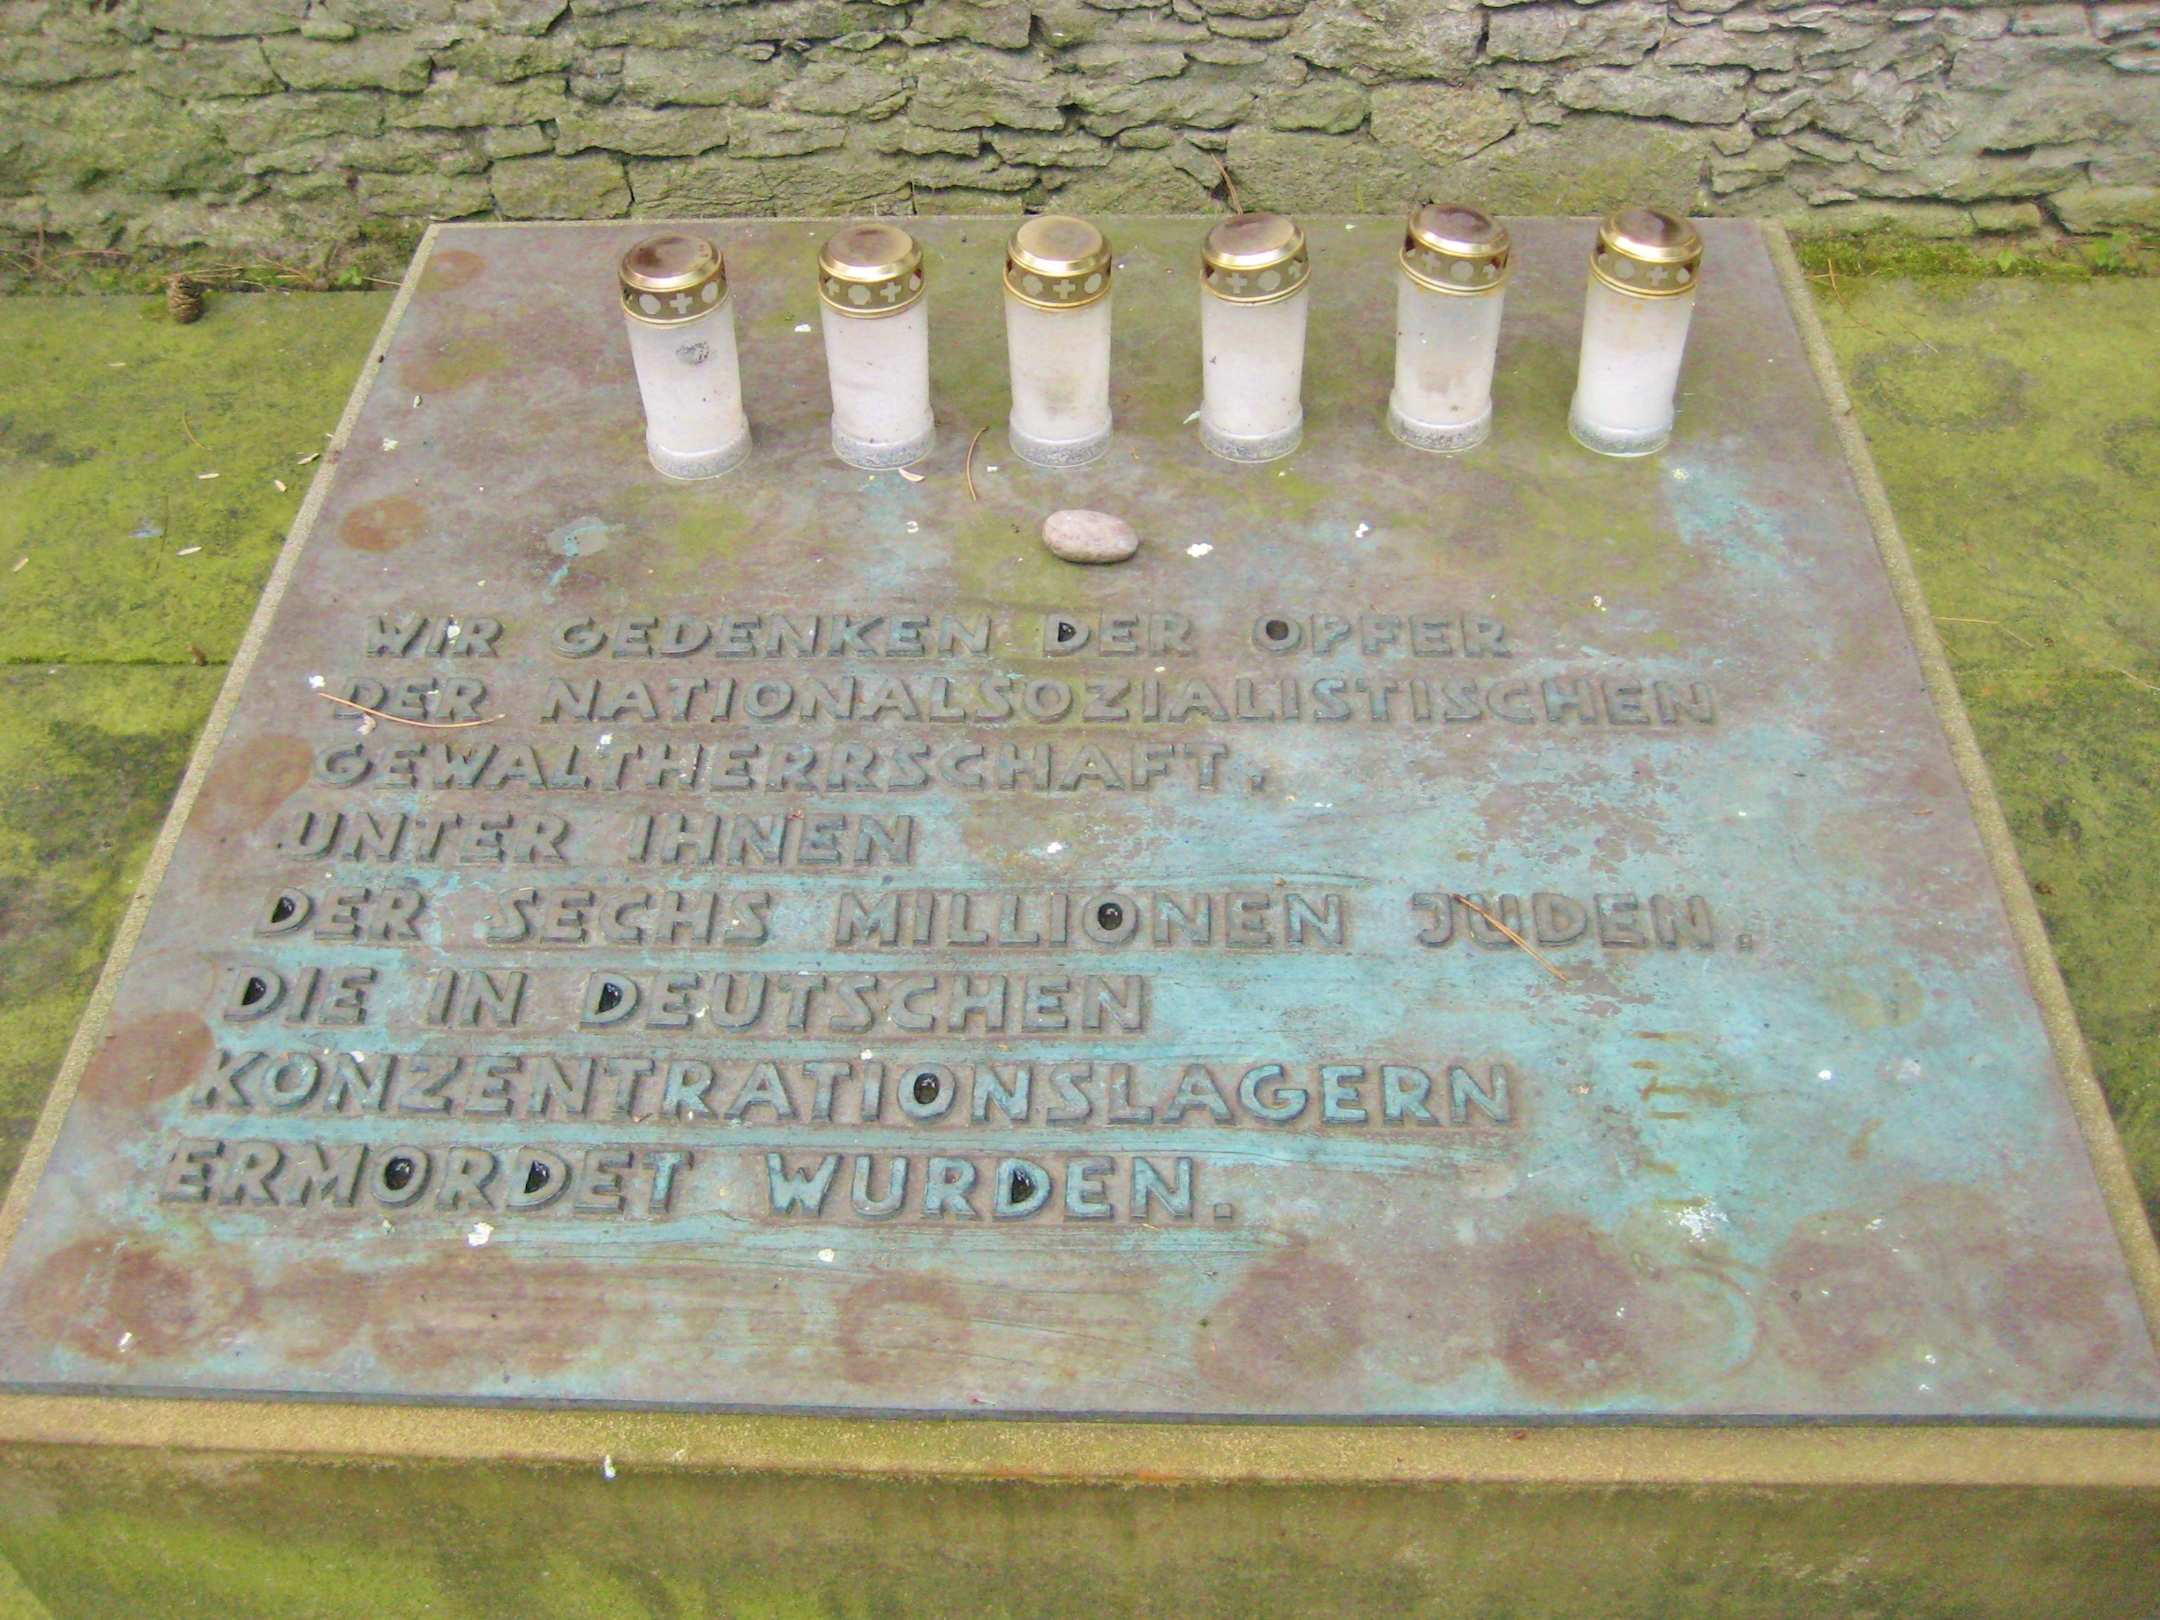 WIR GEDENKEN DER OPFER
DER NATIONALSOZIALISTISCHEN
GEWALTHERRSCHAFT,
UNTER IHNEN
DER SECHS MILLIONEN JUDEN,
DIE IN DEUTSCHEN
KONZENTRATIONSLAGERN
ERMORDET WURDEN.